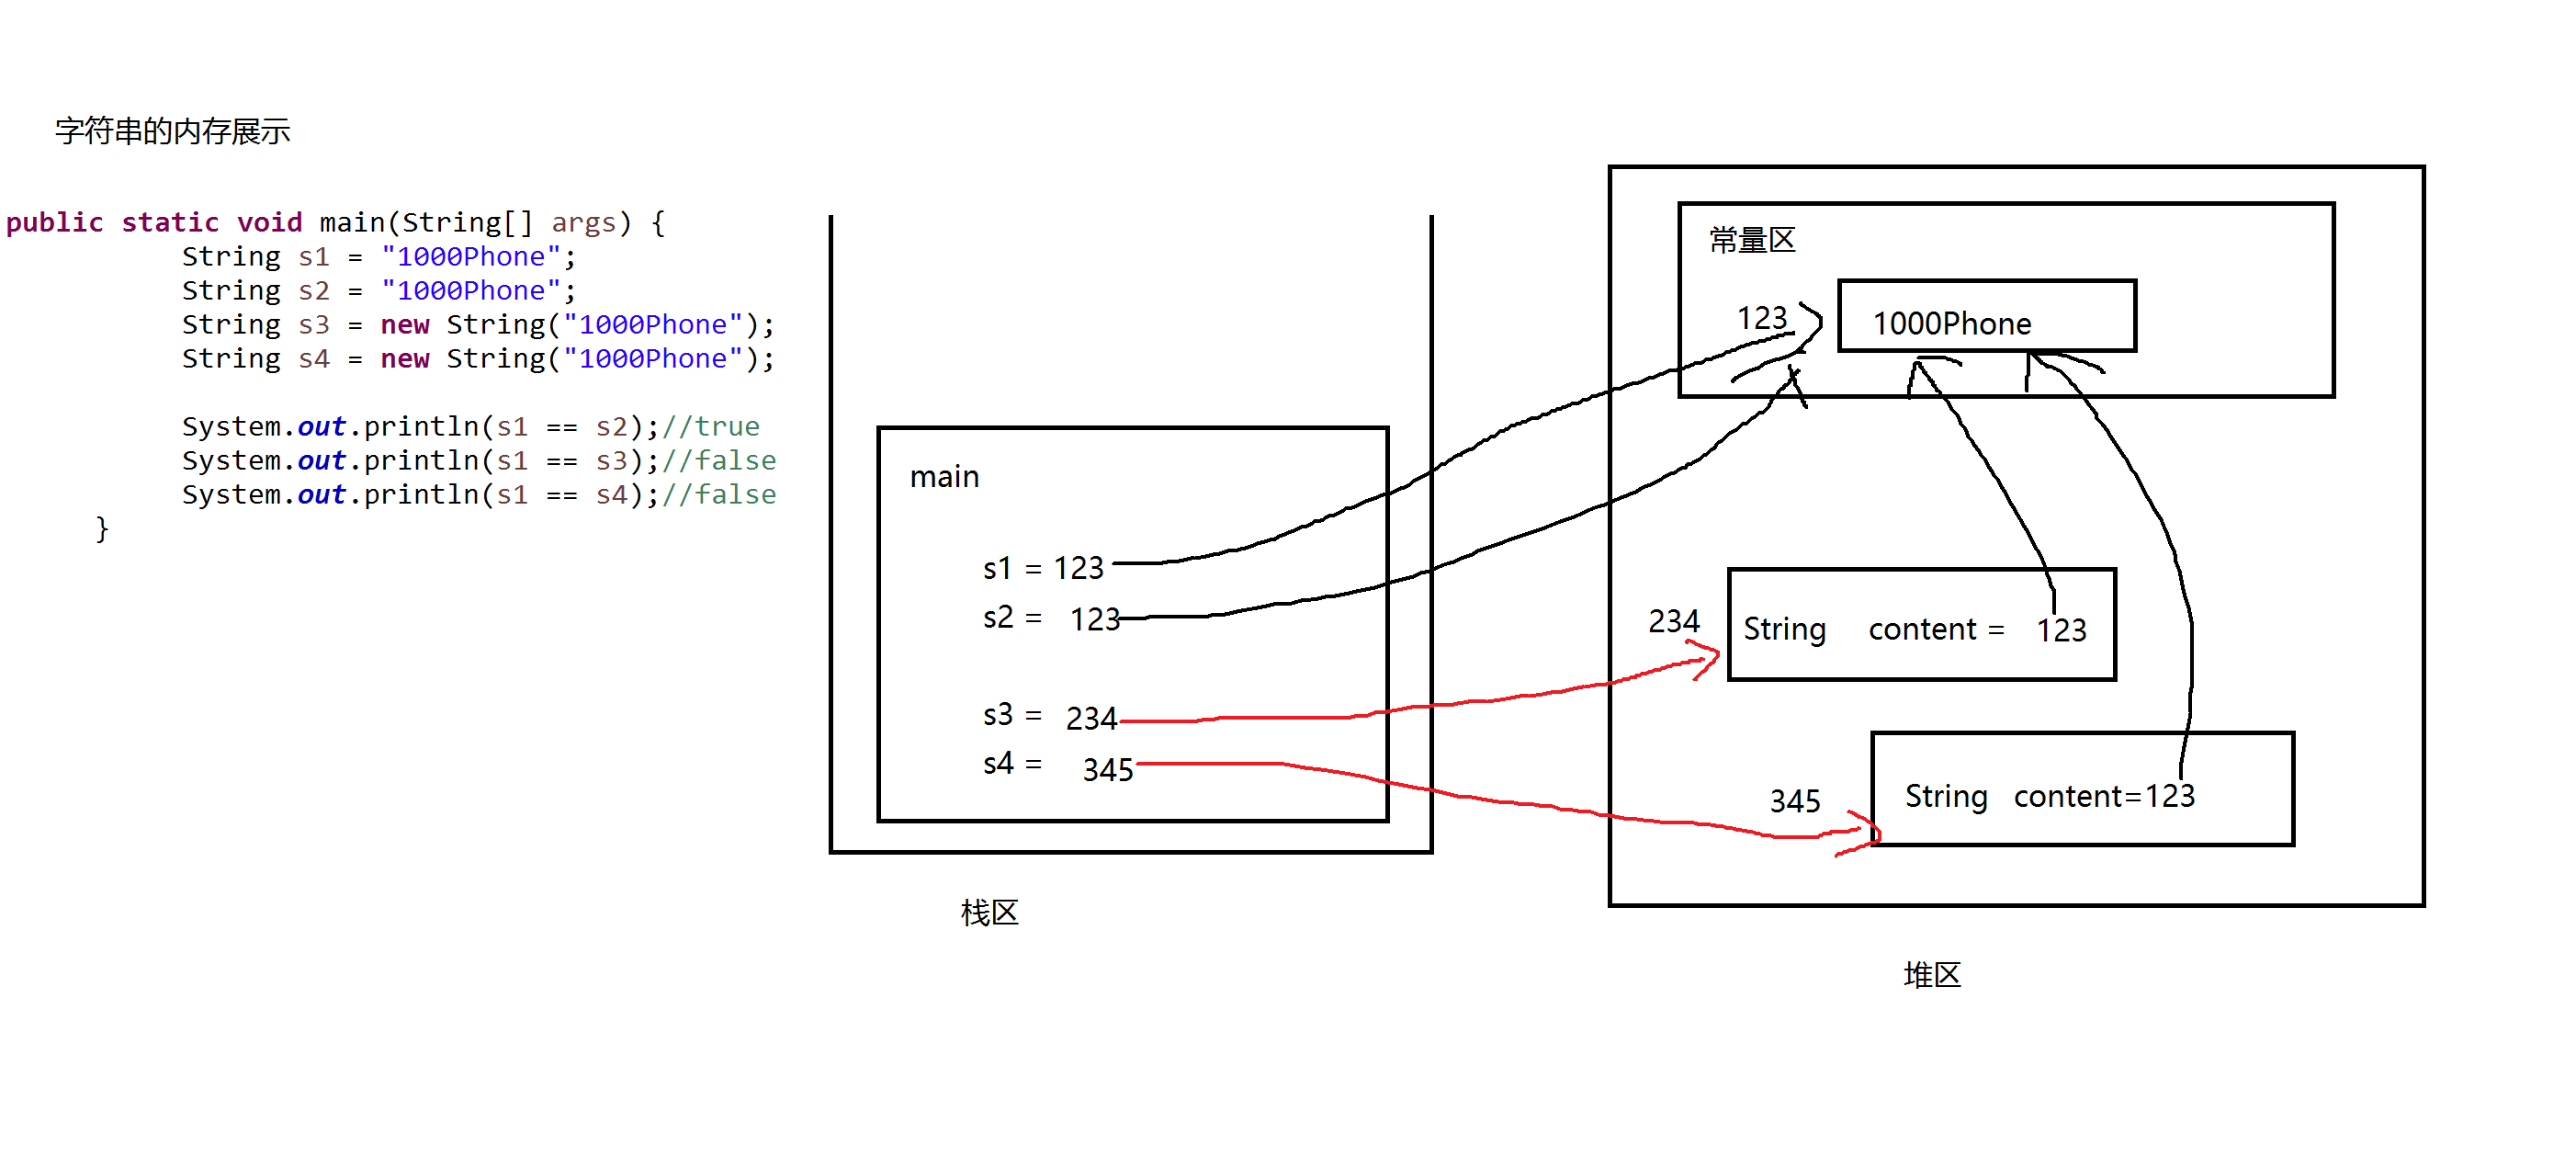 字符串的内存展示
public static void main(String[] args) {
String s1 = "1000Phone";
String s2 = "1000Phone";
String s3 = new String("1000Phone");
String s4 = new String("1000Phone");
System.out.println(s1 == s2);//true
System.out.println(s1 == s3);//false
System.out.println(s1 == s4);//false
}
main
s1 = 123
s2 = 123
s3 = 234
s4 = 345
栈区
常量区
123
1000Phone
234
String content = 123
345
String content=123
堆区